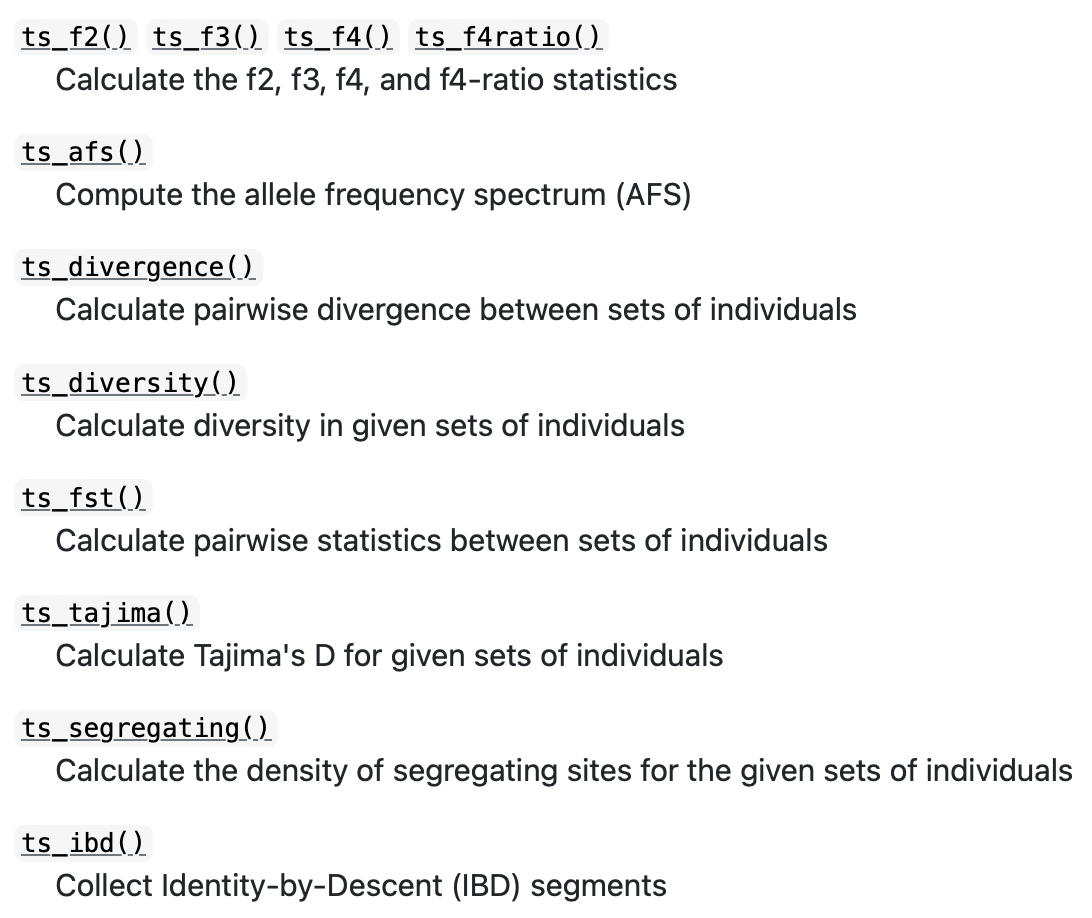 ts_f2() ts_f3() ts_f4() ts_f4ratio()
Calculate the f2, f3, f4, and f4-ratio statistics
ts_afs()
Compute the allele frequency spectrum (AFS)
ts_divergence()
Calculate pairwise divergence between sets of individuals
ts_diversity()
Calculate diversity in given sets of individuals
ts_fst()
Calculate pairwise statistics between sets of individuals
ts_tajima()
Calculate Tajima's D for given sets of individuals
ts_segregating()
Calculate the density of segregating sites for the given sets of individuals
ts_ibd()
Collect Identity-by-Descent (IBD) segments